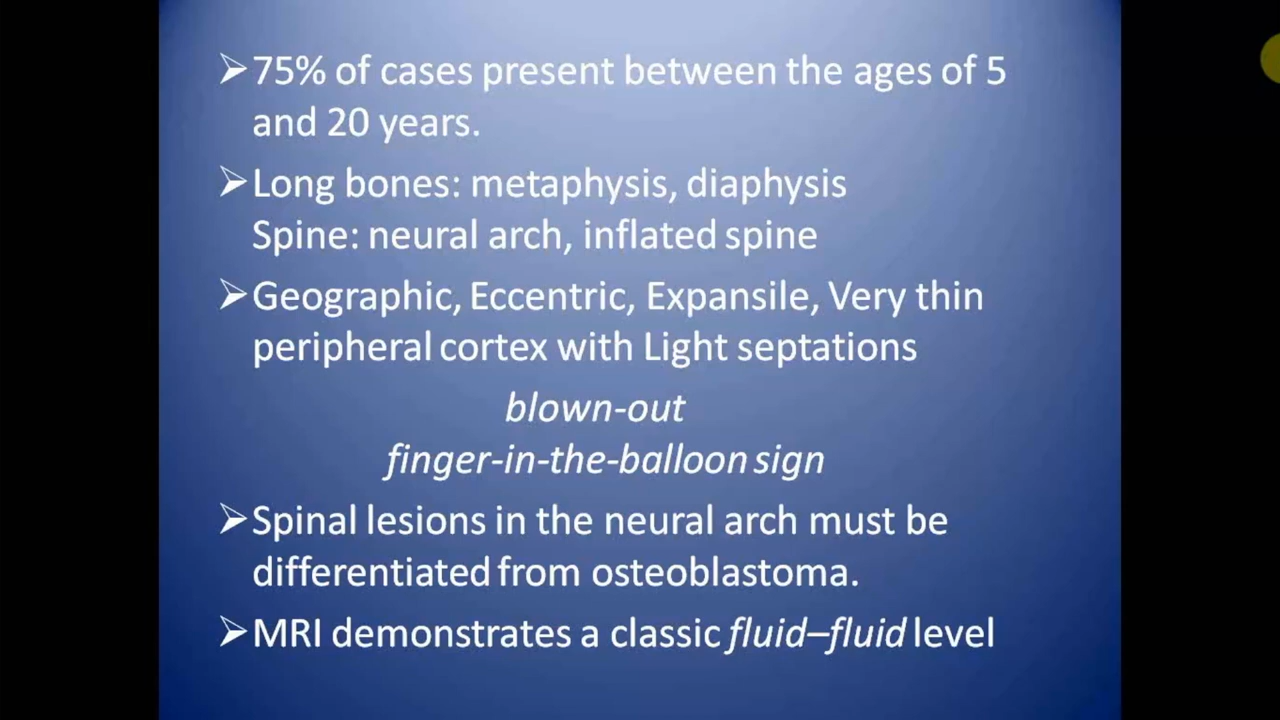 ➢75% of cases present between the ages of 5
and 20 years.
➢Long bones: metaphysis, diaphysis
Spine: neural arch, inflated spine
➢Geographic, Eccentric, Expansile, Very thin
peripheral cortex with Light septations
blown-out
finger-in-the-balloon sign
➢Spinal lesions in the neural arch must be
differentiated from osteoblastoma.
➢MRI demonstrates a classic fluid–fluid level